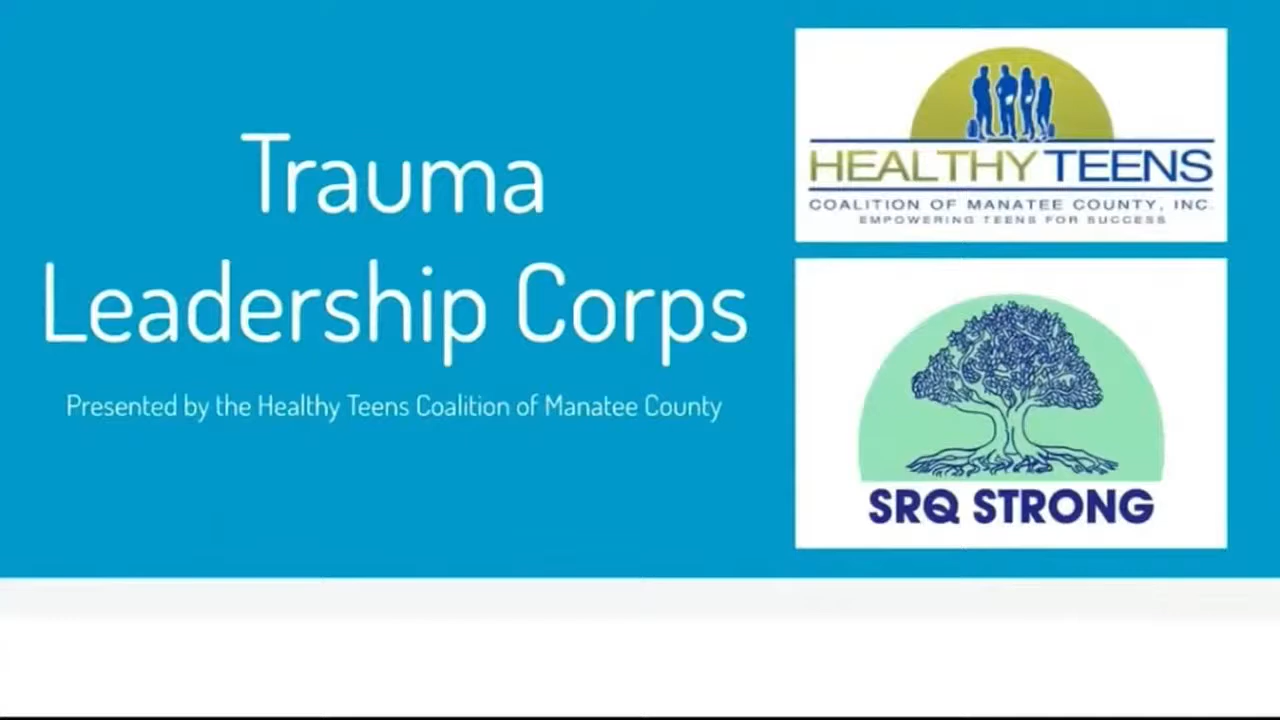 Trauma
Leadership Corps
Presented by the Healthy Teens Coalition of Manatee County
HEALTHY TEENS
COALITION OF MANATEE COUNTY, INC.
EMPOWERING TEENS FOR SUCCESS
SRQ STRONG